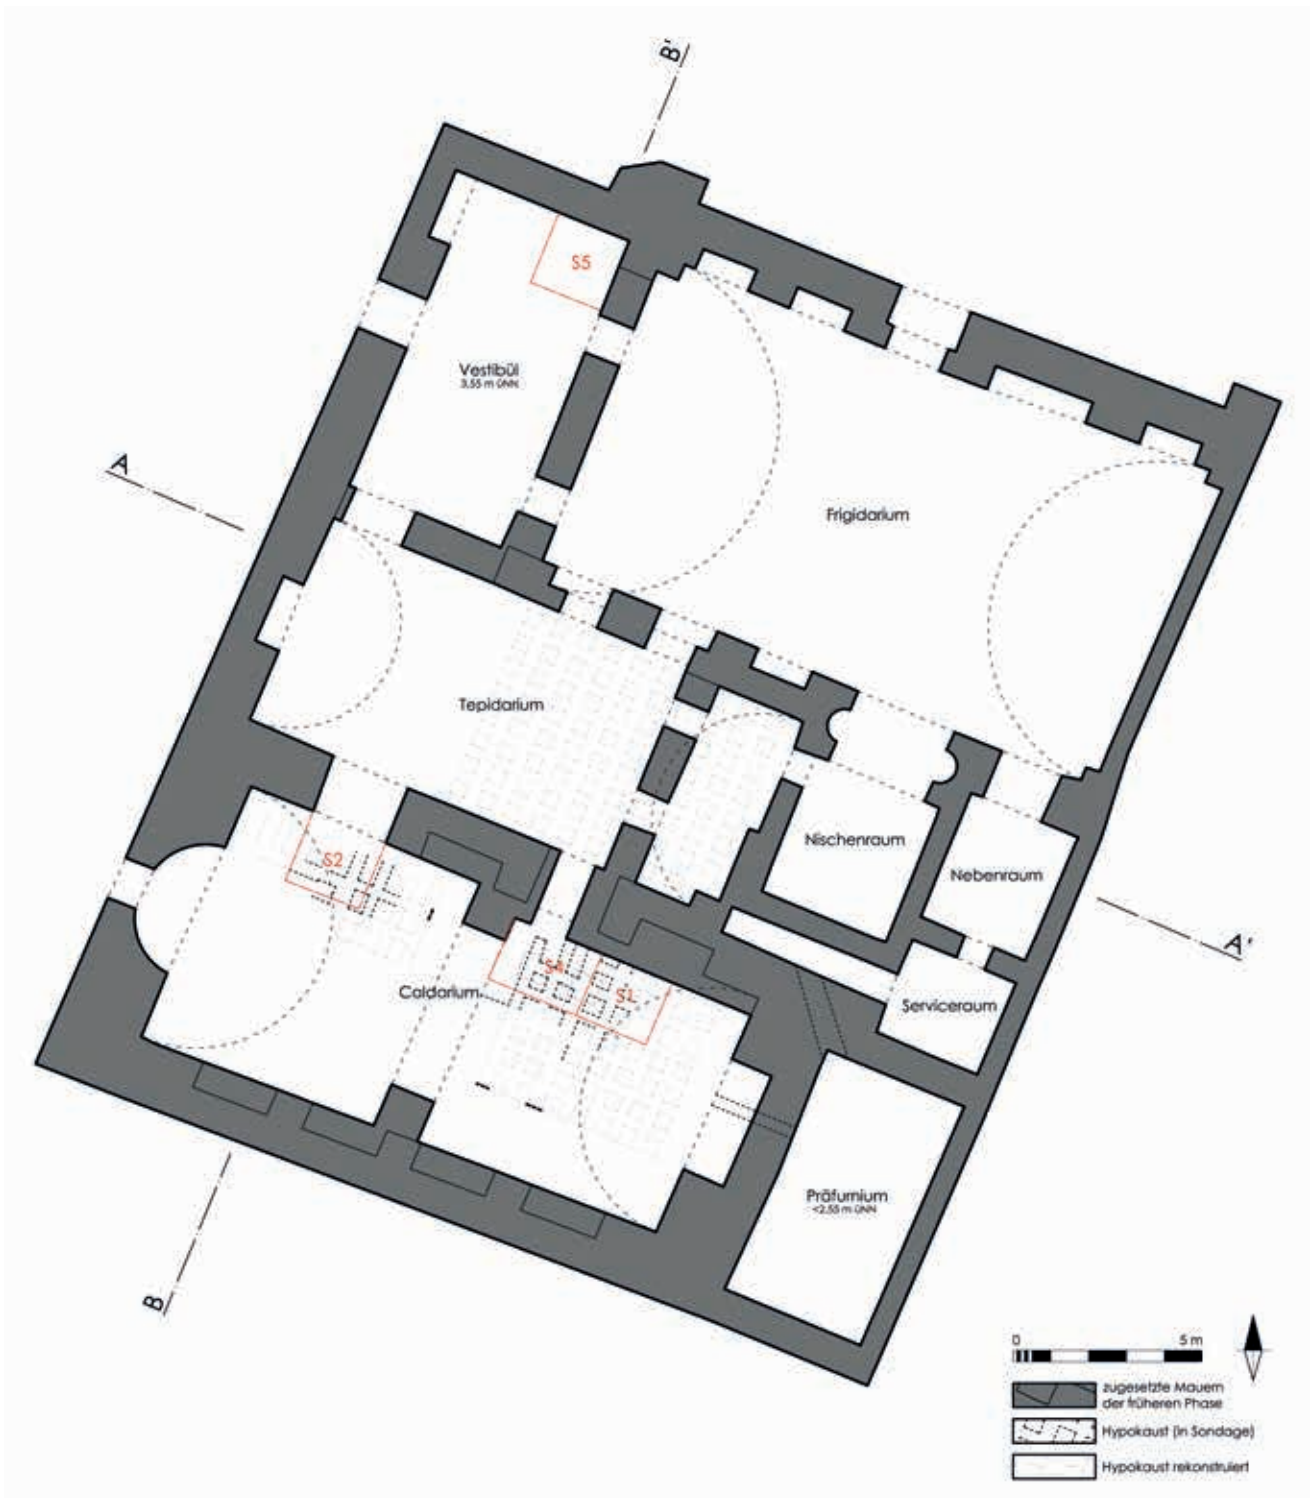 B'
S5
Vestibül
3,55 m üNN
A
Frigidarium
Tepidarium
Nischenraum
S2
Nebenraum
A'
S4
Caldarium
S1
Serviceraum
Präfurnium
<2,55 m üNN
B
0 5 m
zugesetzte Mauern
der früheren Phase
Hypokaust (in Sondage)
Hypokaust rekonstruiert